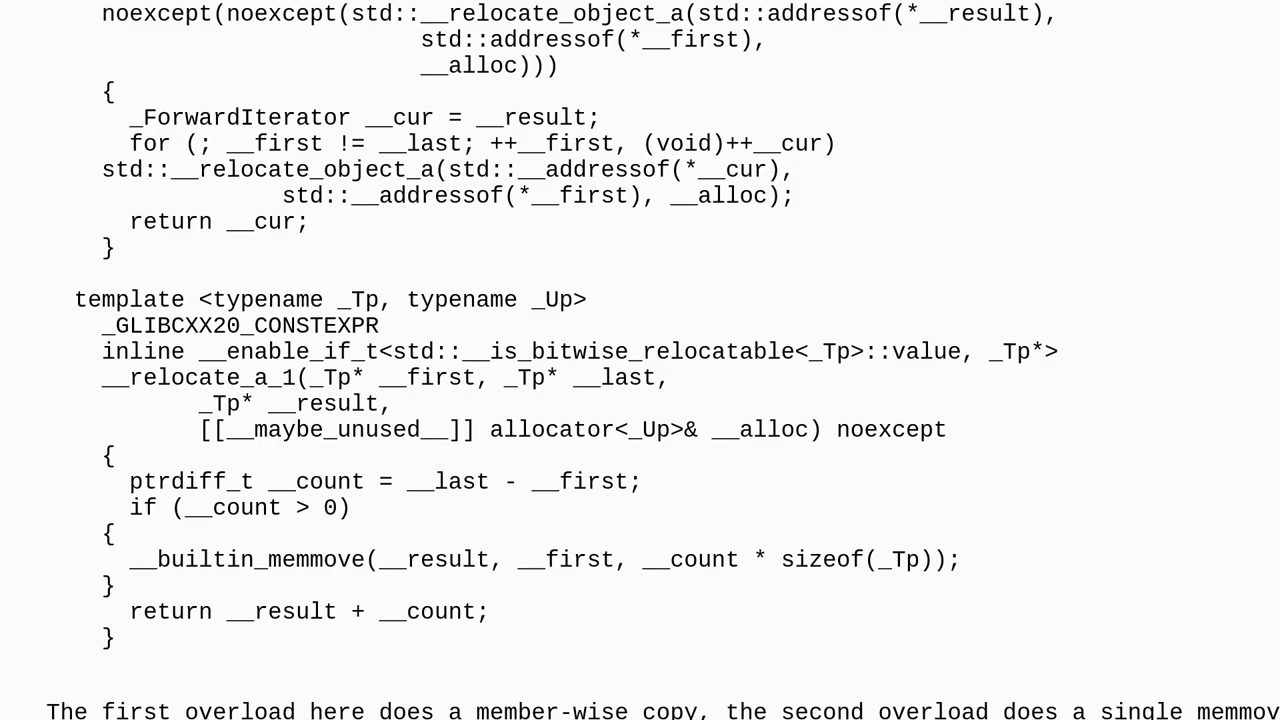 noexcept(noexcept(std::__relocate_object_a(std::addressof(*__result),
std::addressof(*__first),
__alloc)))
{
_ForwardIterator __cur = __result;
for (; __first != __last; ++__first, (void)++__cur)
std::__relocate_object_a(std::__addressof(*__cur),
std::__addressof(*__first), __alloc);
return __cur;
}
template <typename _Tp, typename _Up>
_GLIBCXX20_CONSTEXPR
inline __enable_if_t<std::__is_bitwise_relocatable<_Tp>::value, _Tp*>
__relocate_a_1(_Tp* __first, _Tp* __last,
_Tp* __result,
[[__maybe_unused__]] allocator<_Up>& __alloc) noexcept
{
ptrdiff_t __count = __last - __first;
if (__count > 0)
{
__builtin_memmove(__result, __first, __count * sizeof(_Tp));
}
return __result + __count;
}
The first overload here does a member-wise copy, the second overload does a single memmov